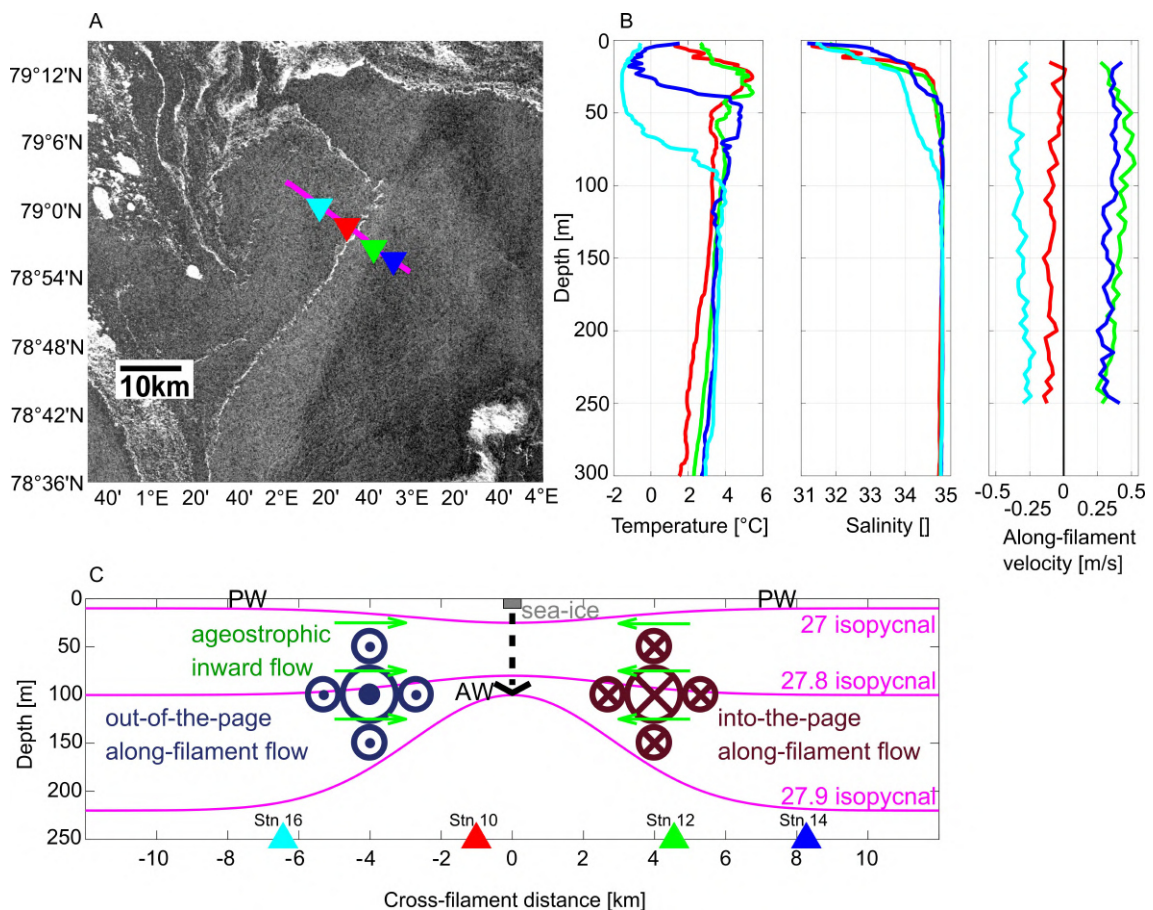 A
79°12'N
79°6'N
79°0'N
78°54'N
78°48'N
78°42'N
78°36'N
10km
40' 1°E 20' 40' 2°E 20' 40' 3°E 20' 40' 4°E
B
0
50
100
150
200
250
300
Depth [m]
-2 0 2 4 6
Temperature [°C]
31 32 33 34 35
Salinity []
-0.5 0 0.5
-0.25 0.25
Along-filament
velocity [m/s]
C
0
50
100
150
200
250
Depth [m]
PW
PW
sea-ice
ageostrophic
inward flow
27 isopycnal
27.8 isopycnal
AW
out-of-the-page
along-filament flow
into-the-page
along-filament flow
27.9 isopycnal
Stn 16
Stn 10
Stn 12
Stn 14
-10 -8 -6 -4 -2 0 2 4 6 8 10
Cross-filament distance [km]